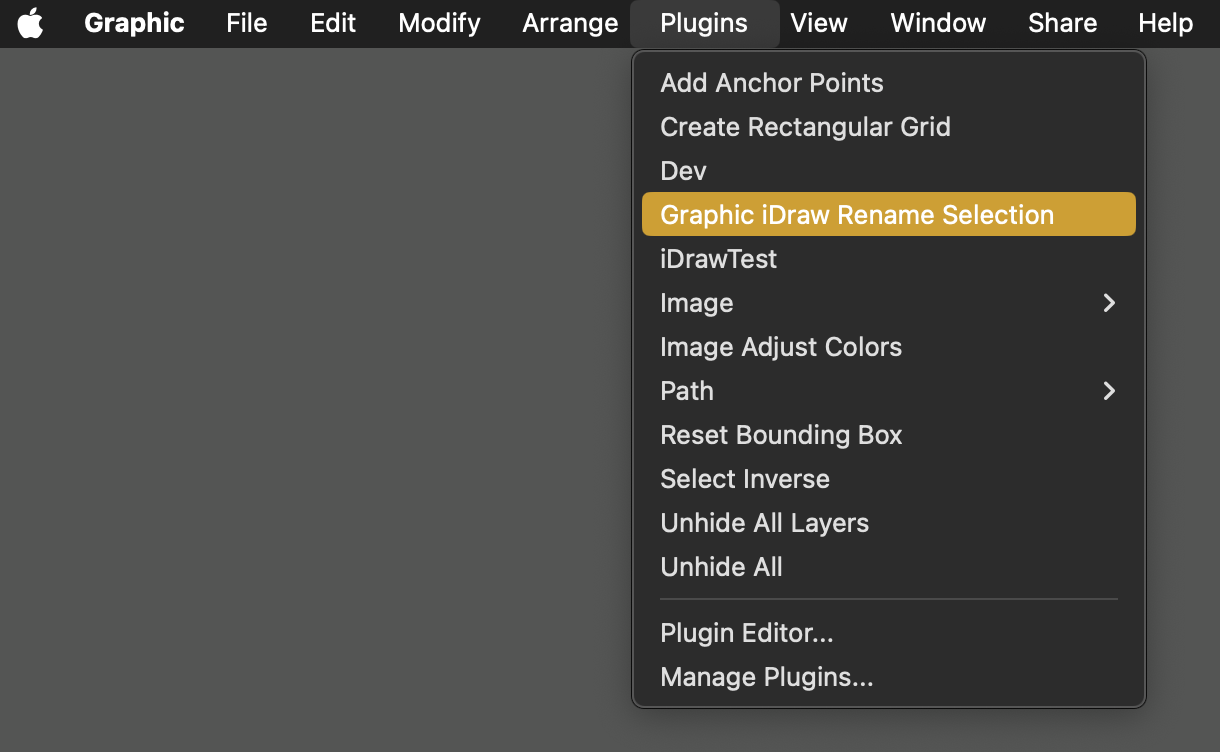 Graphic File Edit Modify Arrange Plugins View Window Share Help
Add Anchor Points
Create Rectangular Grid
Dev
Graphic iDraw Rename Selection
iDrawTest
Image
Image Adjust Colors
Path
Reset Bounding Box
Select Inverse
Unhide All Layers
Unhide All
Plugin Editor...
Manage Plugins...